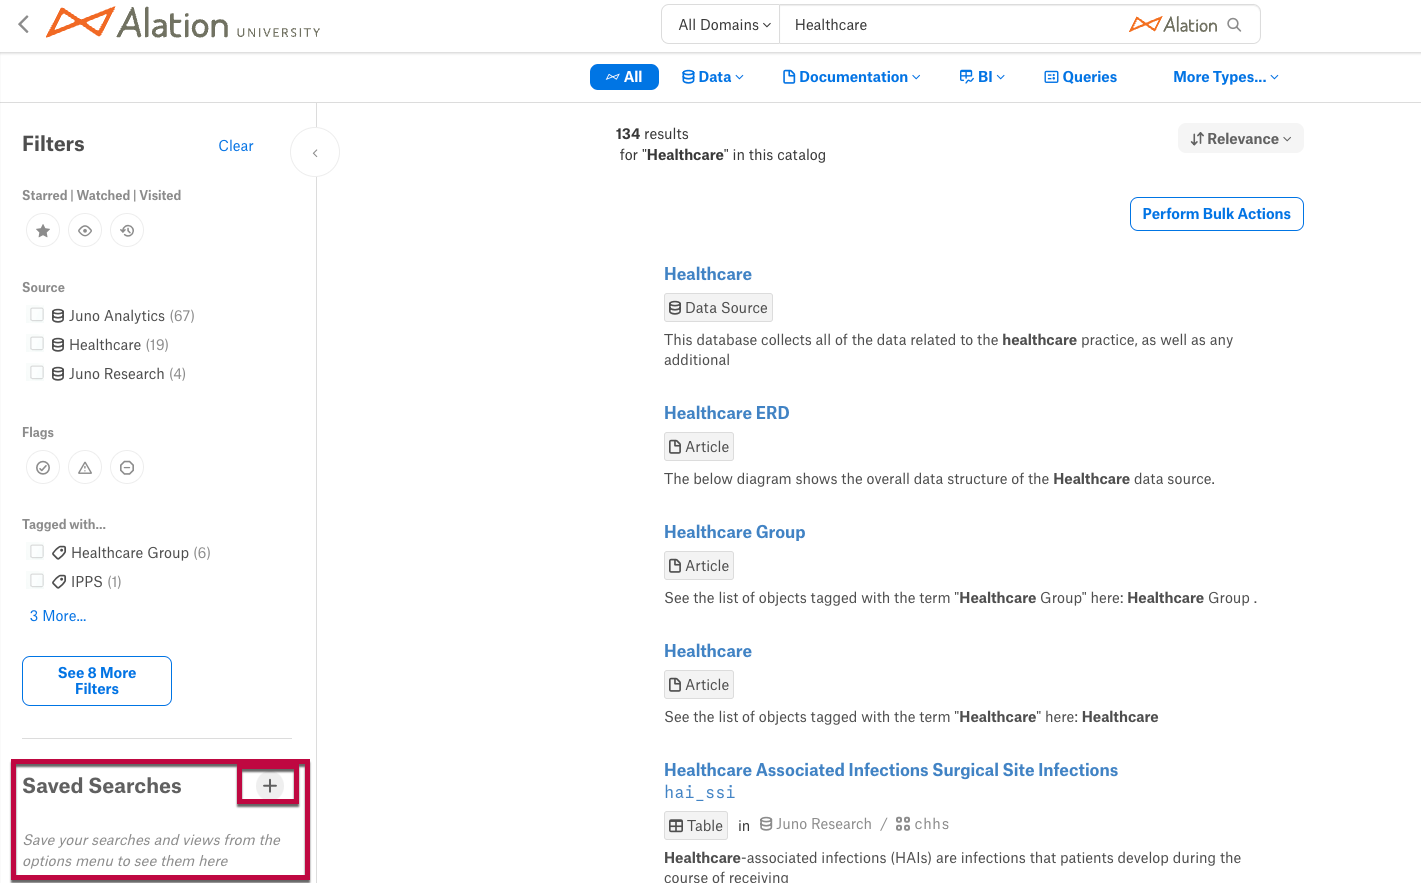 Alation UNIVERSITY
All Domains
Healthcare
Alation
All
Data
Documentation
BI
Queries
More Types...
Filters
Clear
Starred | Watched | Visited
Source
Juno Analytics (67)
Healthcare (19)
Juno Research (4)
Flags
Tagged with...
Healthcare Group (6)
IPPS (1)
3 More...
See 8 More
Filters
Saved Searches
Save your searches and views from the
options menu to see them here
134 results
for "Healthcare" in this catalog
Relevance
Perform Bulk Actions
Healthcare
Data Source
This database collects all of the data related to the healthcare practice, as well as any
additional
Healthcare ERD
Article
The below diagram shows the overall data structure of the Healthcare data source.
Healthcare Group
Article
See the list of objects tagged with the term "Healthcare Group" here: Healthcare Group .
Healthcare
Article
See the list of objects tagged with the term "Healthcare" here: Healthcare
Healthcare Associated Infections Surgical Site Infections
hai_ssi
Table in Juno Research / chhs
Healthcare-associated infections (HAIs) are infections that patients develop during the
course of receiving